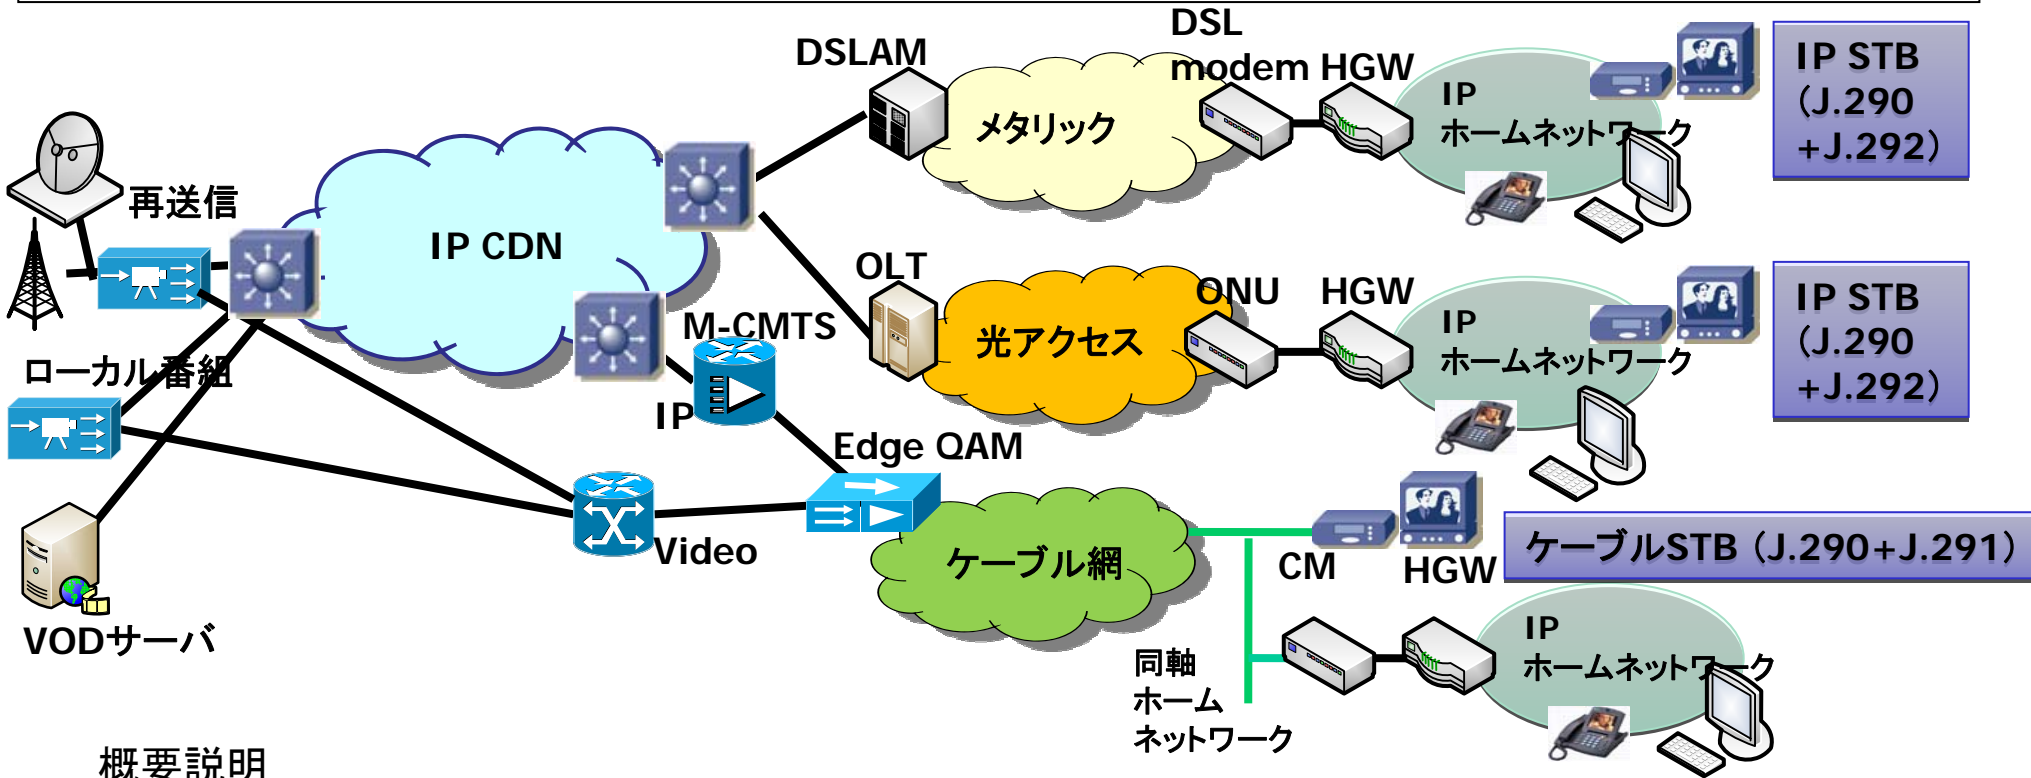 DSL
modem
DSLAM
HGW
メタリック
IP
ホームネットワーク
IP STB
(J.290
+J.292)
再送信
IP CDN
OLT
ONU
HGW
光アクセス
IP
ホームネットワーク
IP STB
(J.290
+J.292)
M-CMTS
IP
ローカル番組
Edge QAM
Video
ケーブル網
CM
HGW
ケーブルSTB (J.290+J.291)
VODサーバ
同軸
ホーム
ネットワーク
IP
ホームネットワーク
概要説明